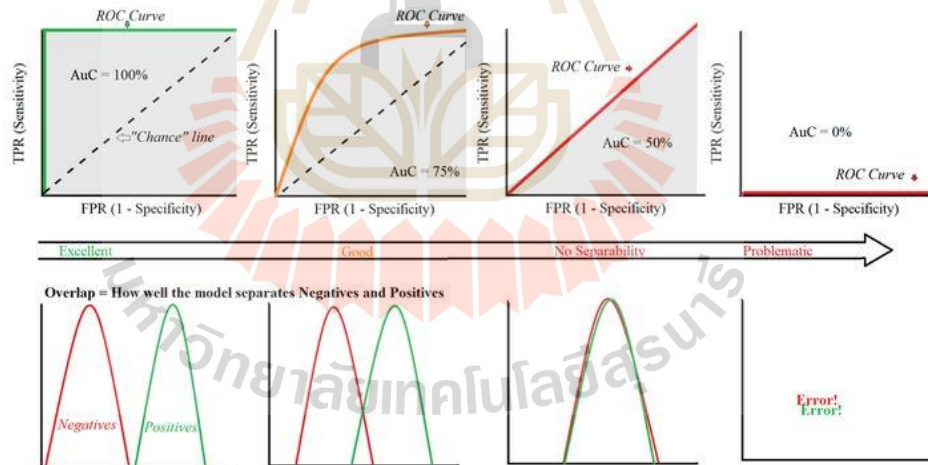 ROC Curve
TPR (Sensitivity)
AuC = 100%
"Chance" line
FPR (1 - Specificity)
ROC Curve
TPR (Sensitivity)
AuC = 75%
FPR (1 - Specificity)
ROC Curve
TPR (Sensitivity)
AuC = 50%
FPR (1 - Specificity)
TPR (Sensitivity)
AuC = 0%
ROC Curve
FPR (1 - Specificity)
Excellent
Good
No Separability
Problematic
Overlap = How well the model separates Negatives and Positives
Negatives
Positives
Error!
Error!
มหาวิทยาลัยเทคโนโลยีสุรนารี